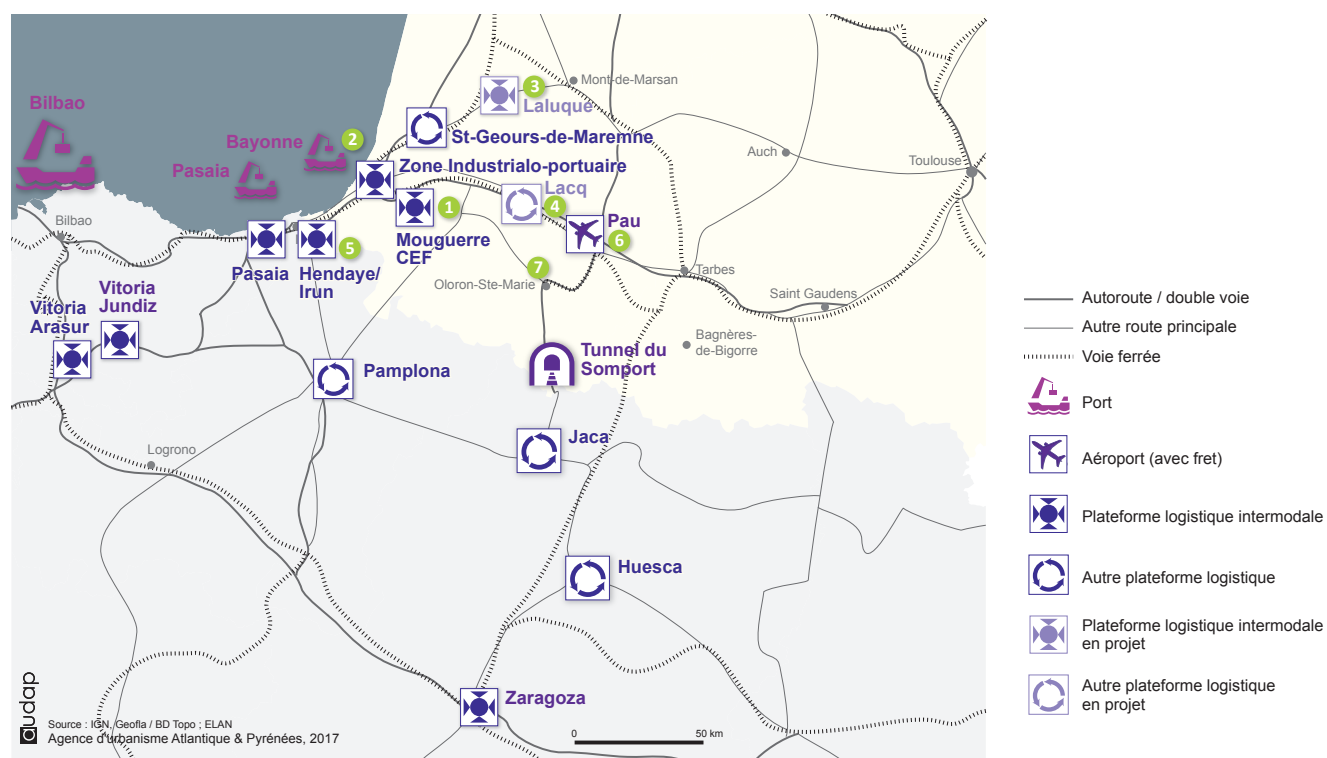 Bilbao
Bayonne
2
Pasaia
3
Mont-de-Marsan
Laluque
St-Geours-de-Maremne
Zone Industrialo-portuaire
Auch
Toulouse
Lacq
4
1
Mouguerre
CEF
Pau
6
Bilbao
Pasaia
Hendaye/
Irun
5
7
Oloron-Ste-Marie
Tarbes
Saint Gaudens
Bagnères-
de-Bigorre
Vitoria
Jundiz
Vitoria
Arasur
Tunnel du
Somport
Pamplona
Jaca
Logrono
Huesca
Zaragoza
audap
Source : IGN, Geofla / BD Topo ; ELAN
Agence d'urbanisme Atlantique & Pyrénées, 2017
0
50 km
Autoroute / double voie
Autre route principale
Voie ferrée
Port
Aéroport (avec fret)
Plateforme logistique intermodale
Autre plateforme logistique
Plateforme logistique intermodale
en projet
Autre plateforme logistique
en projet